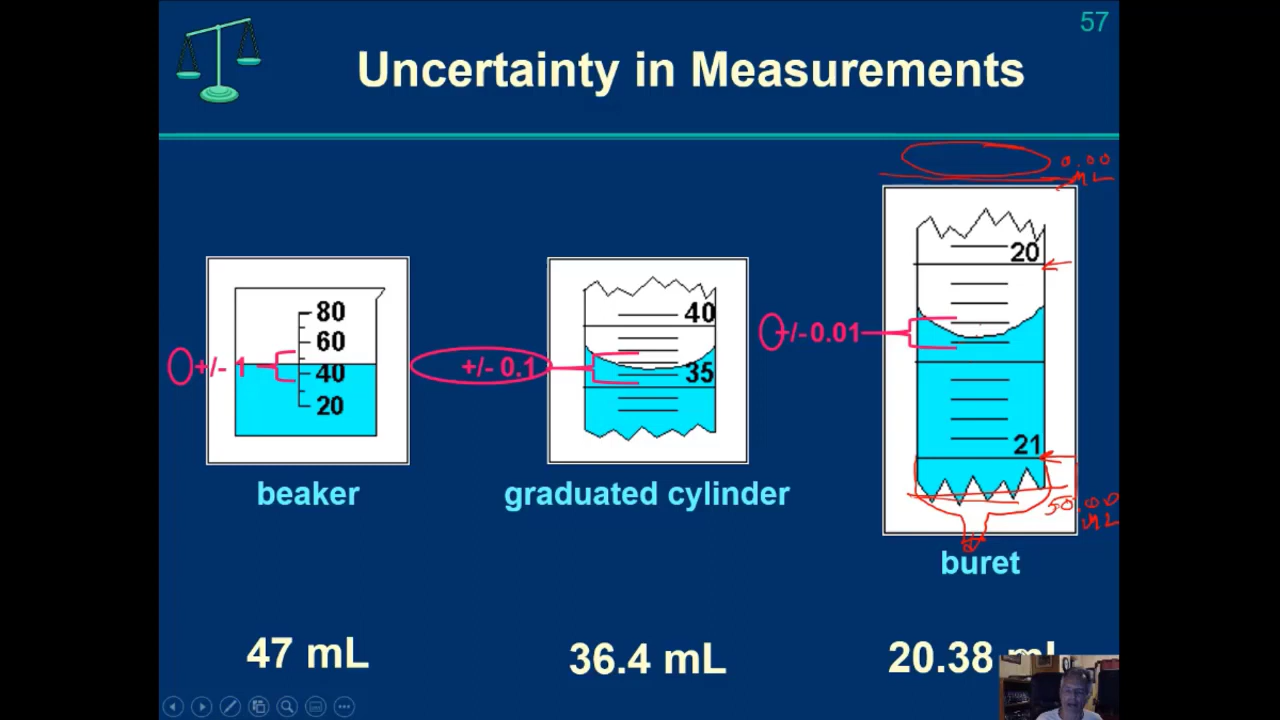 57
Uncertainty in Measurements
0.00
ML
80
60
40
20
+/- 1
beaker
40
35
+/- 0.1
graduated cylinder
20
21
+/- 0.01
50.00
ML
buret
47 mL
36.4 mL
20.38 mL